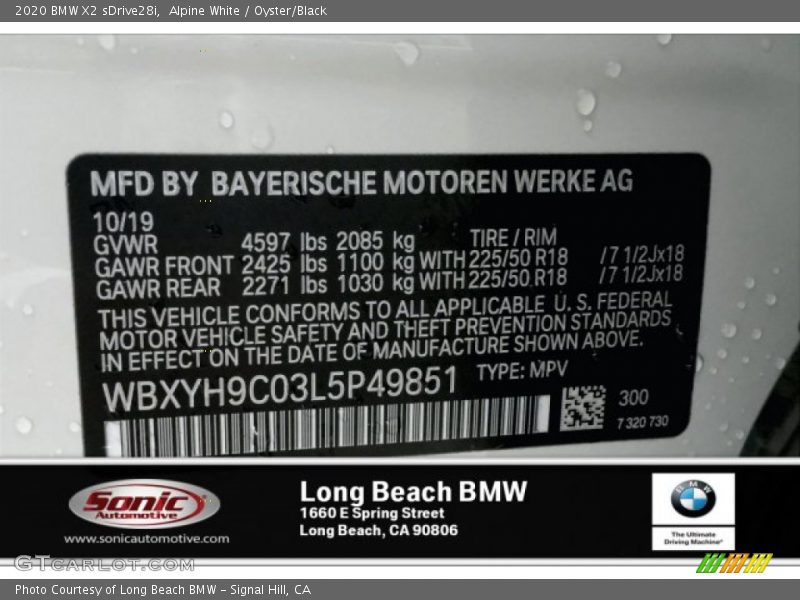 2020 BMW X2 sDrive28i,  Alpine White / Oyster/Black
MFD BY BAYERISCHE MOTOREN WERKE AG
10/19
GVWR 4597 lbs 2085 kg TIRE / RIM
GAWR FRONT 2425 lbs 1100 kg WITH 225/50 R18 /7 1/2Jx18
GAWR REAR 2271 lbs 1030 kg WITH 225/50 R18 /7 1/2Jx18
THIS VEHICLE CONFORMS TO ALL APPLICABLE U. S. FEDERAL
MOTOR VEHICLE SAFETY AND THEFT PREVENTION STANDARDS
IN EFFECT ON THE DATE OF MANUFACTURE SHOWN ABOVE.
WBXYH9C03L5P49851 TYPE: MPV
300
7 320 730
Sonic
Automotive
www.sonicautomotive.com
Long Beach BMW
1660 E Spring Street
Long Beach, CA 90806
BMW
The Ultimate
Driving Machine®
GTcarlot.com
Photo Courtesy of Long Beach BMW – Signal Hill, CA